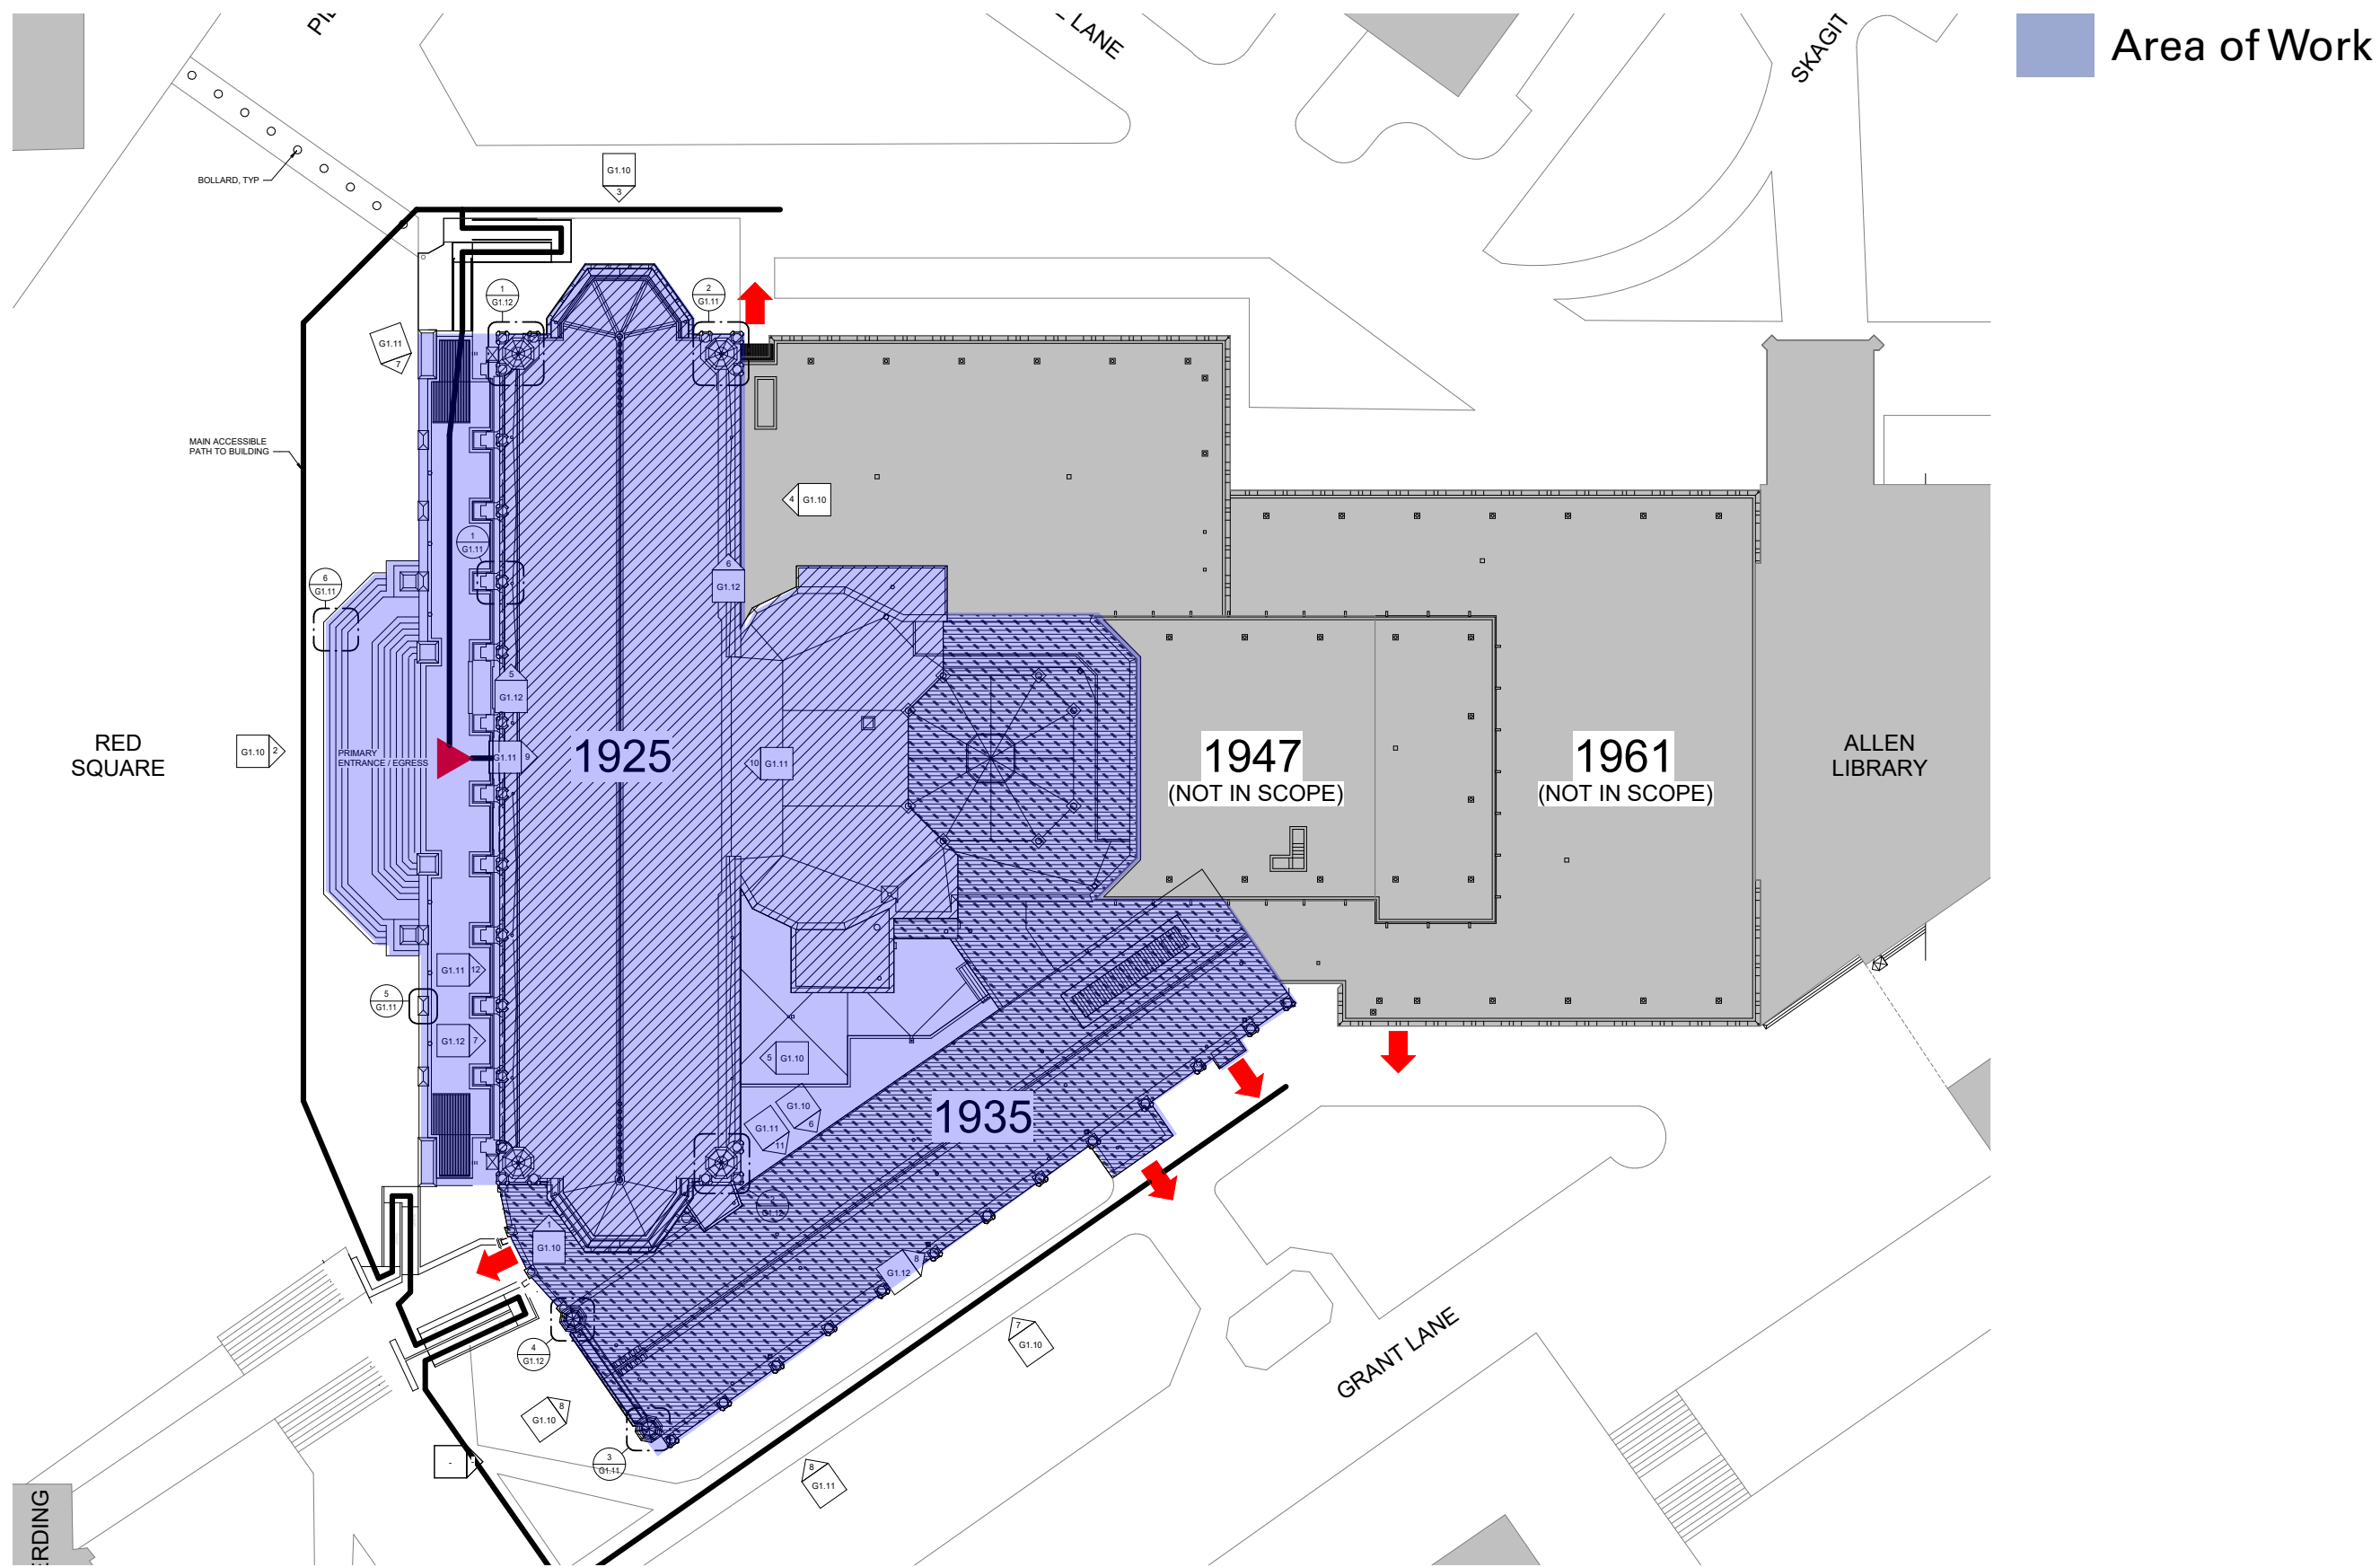 LANE
SKAGIT
Area of Work
BOLLARD, TYP
G1.10
3
1
G1.12
2
G1.11
G1.11
7
MAIN ACCESSIBLE
PATH TO BUILDING
4
G1.10
1
G1.11
6
G1.11
6
G1.12
5
G1.12
RED
SQUARE
G1.10
2
PRIMARY
ENTRANCE / EGRESS
G1.11
9
1925
10
G1.11
1947
(NOT IN SCOPE)
1961
(NOT IN SCOPE)
ALLEN
LIBRARY
G1.11
12
5
G1.11
G1.12
7
5
G1.10
G1.10
6
G1.11
11
1935
G1.12
1
G1.10
G1.12
8
4
G1.12
7
G1.10
GRANT LANE
G1.10
8
3
G1.11
-
8
G1.11
ERDING